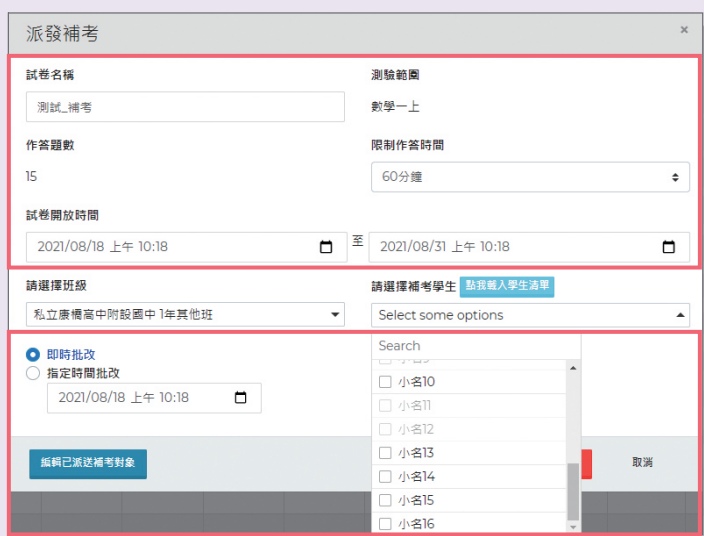 派發補考
×
試卷名稱
測驗範圍
測試_補考
數學一上
作答題數
限制作答時間
15
60分鐘
試卷開放時間
2021/08/18 上午 10:18
至
2021/08/31 上午 10:18
請選擇班級
請選擇補考學生 點我載入學生清單
私立康橋高中附設國中 1年其他班
Select some options
Search
即時批改
指定時間批改
2021/08/18 上午 10:18
小名10
小名11
小名12
小名13
小名14
小名15
小名16
編輯已派送補考對象
取消